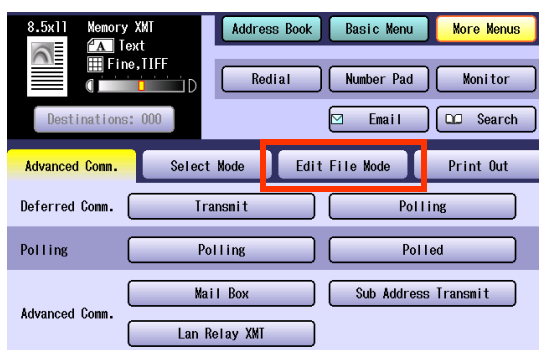 8.5x11 Memory XMT Address Book Basic Menu More Menus
A Text
Fine,TIFF
Redial Number Pad Monitor
Destinations: 000 Email Search
Advanced Comm. Select Mode Edit File Mode Print Out
Deferred Comm. Transmit Polling
Polling Polling Polled
Advanced Comm. Mail Box Sub Address Transmit
Lan Relay XMT